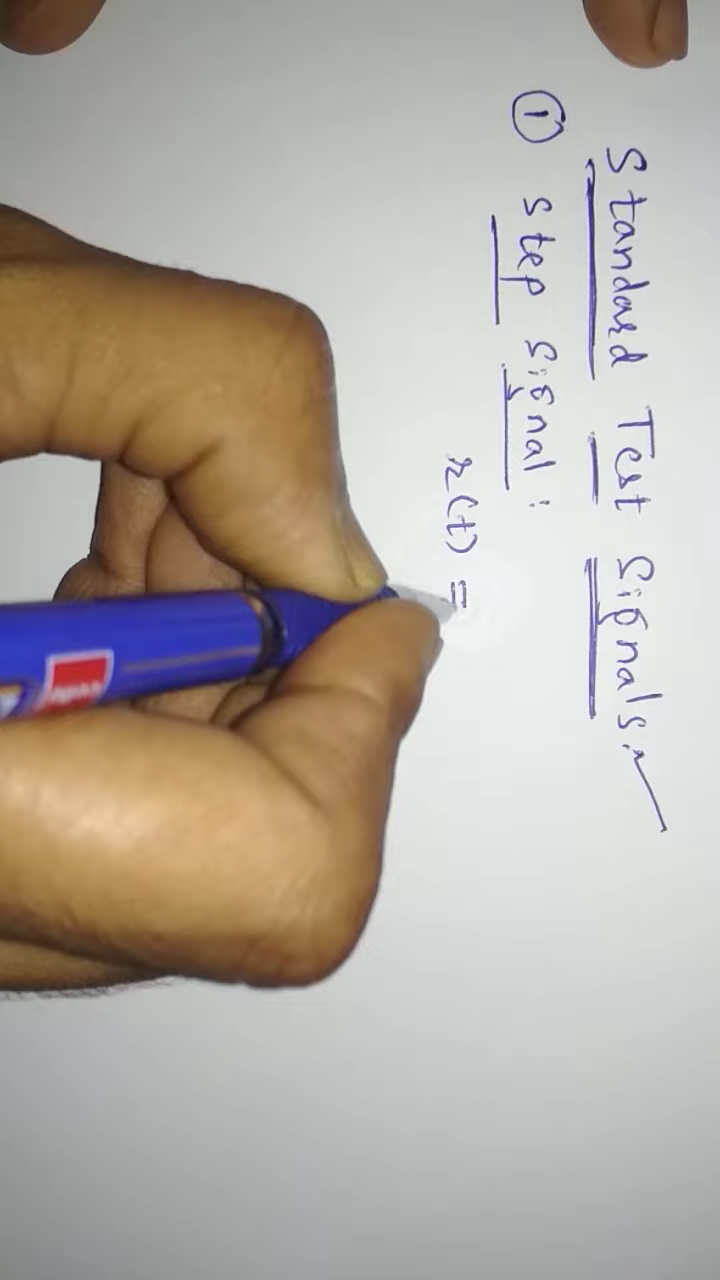 Standard Test Signals:
① Step Signal:
r(t) =